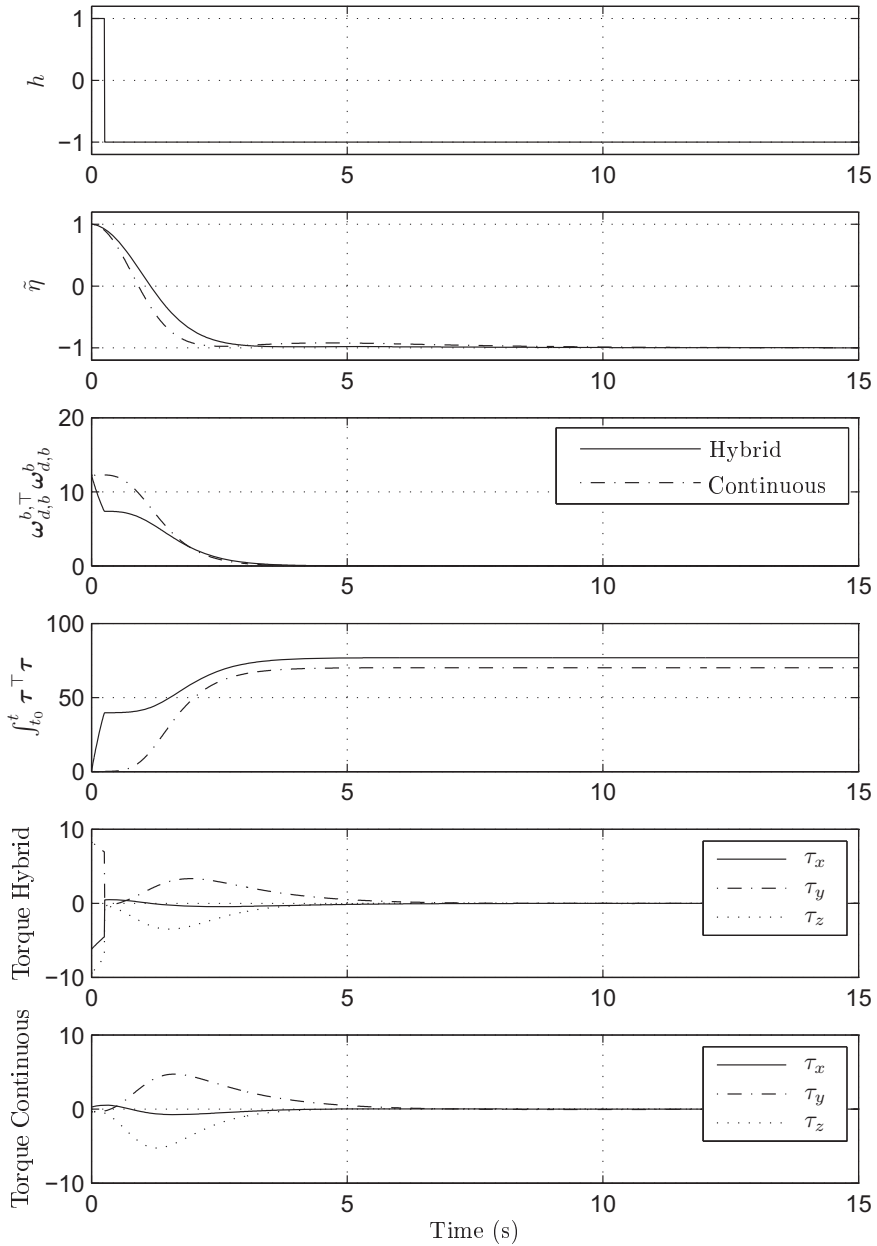 1
0
−1
h
0 5 10 15
1
0
−1
η̃
0 5 10 15
20
10
0
ω_{d,b}^{b,⊤} ω_{d,b}^{b}
Hybrid
Continuous
0 5 10 15
100
50
0
∫_{t_0}^{t} τ^⊤ τ
0 5 10 15
10
0
−10
Torque Hybrid
τ_x
τ_y
τ_z
0 5 10 15
10
0
−10
Torque Continuous
τ_x
τ_y
τ_z
0 5 10 15
Time (s)